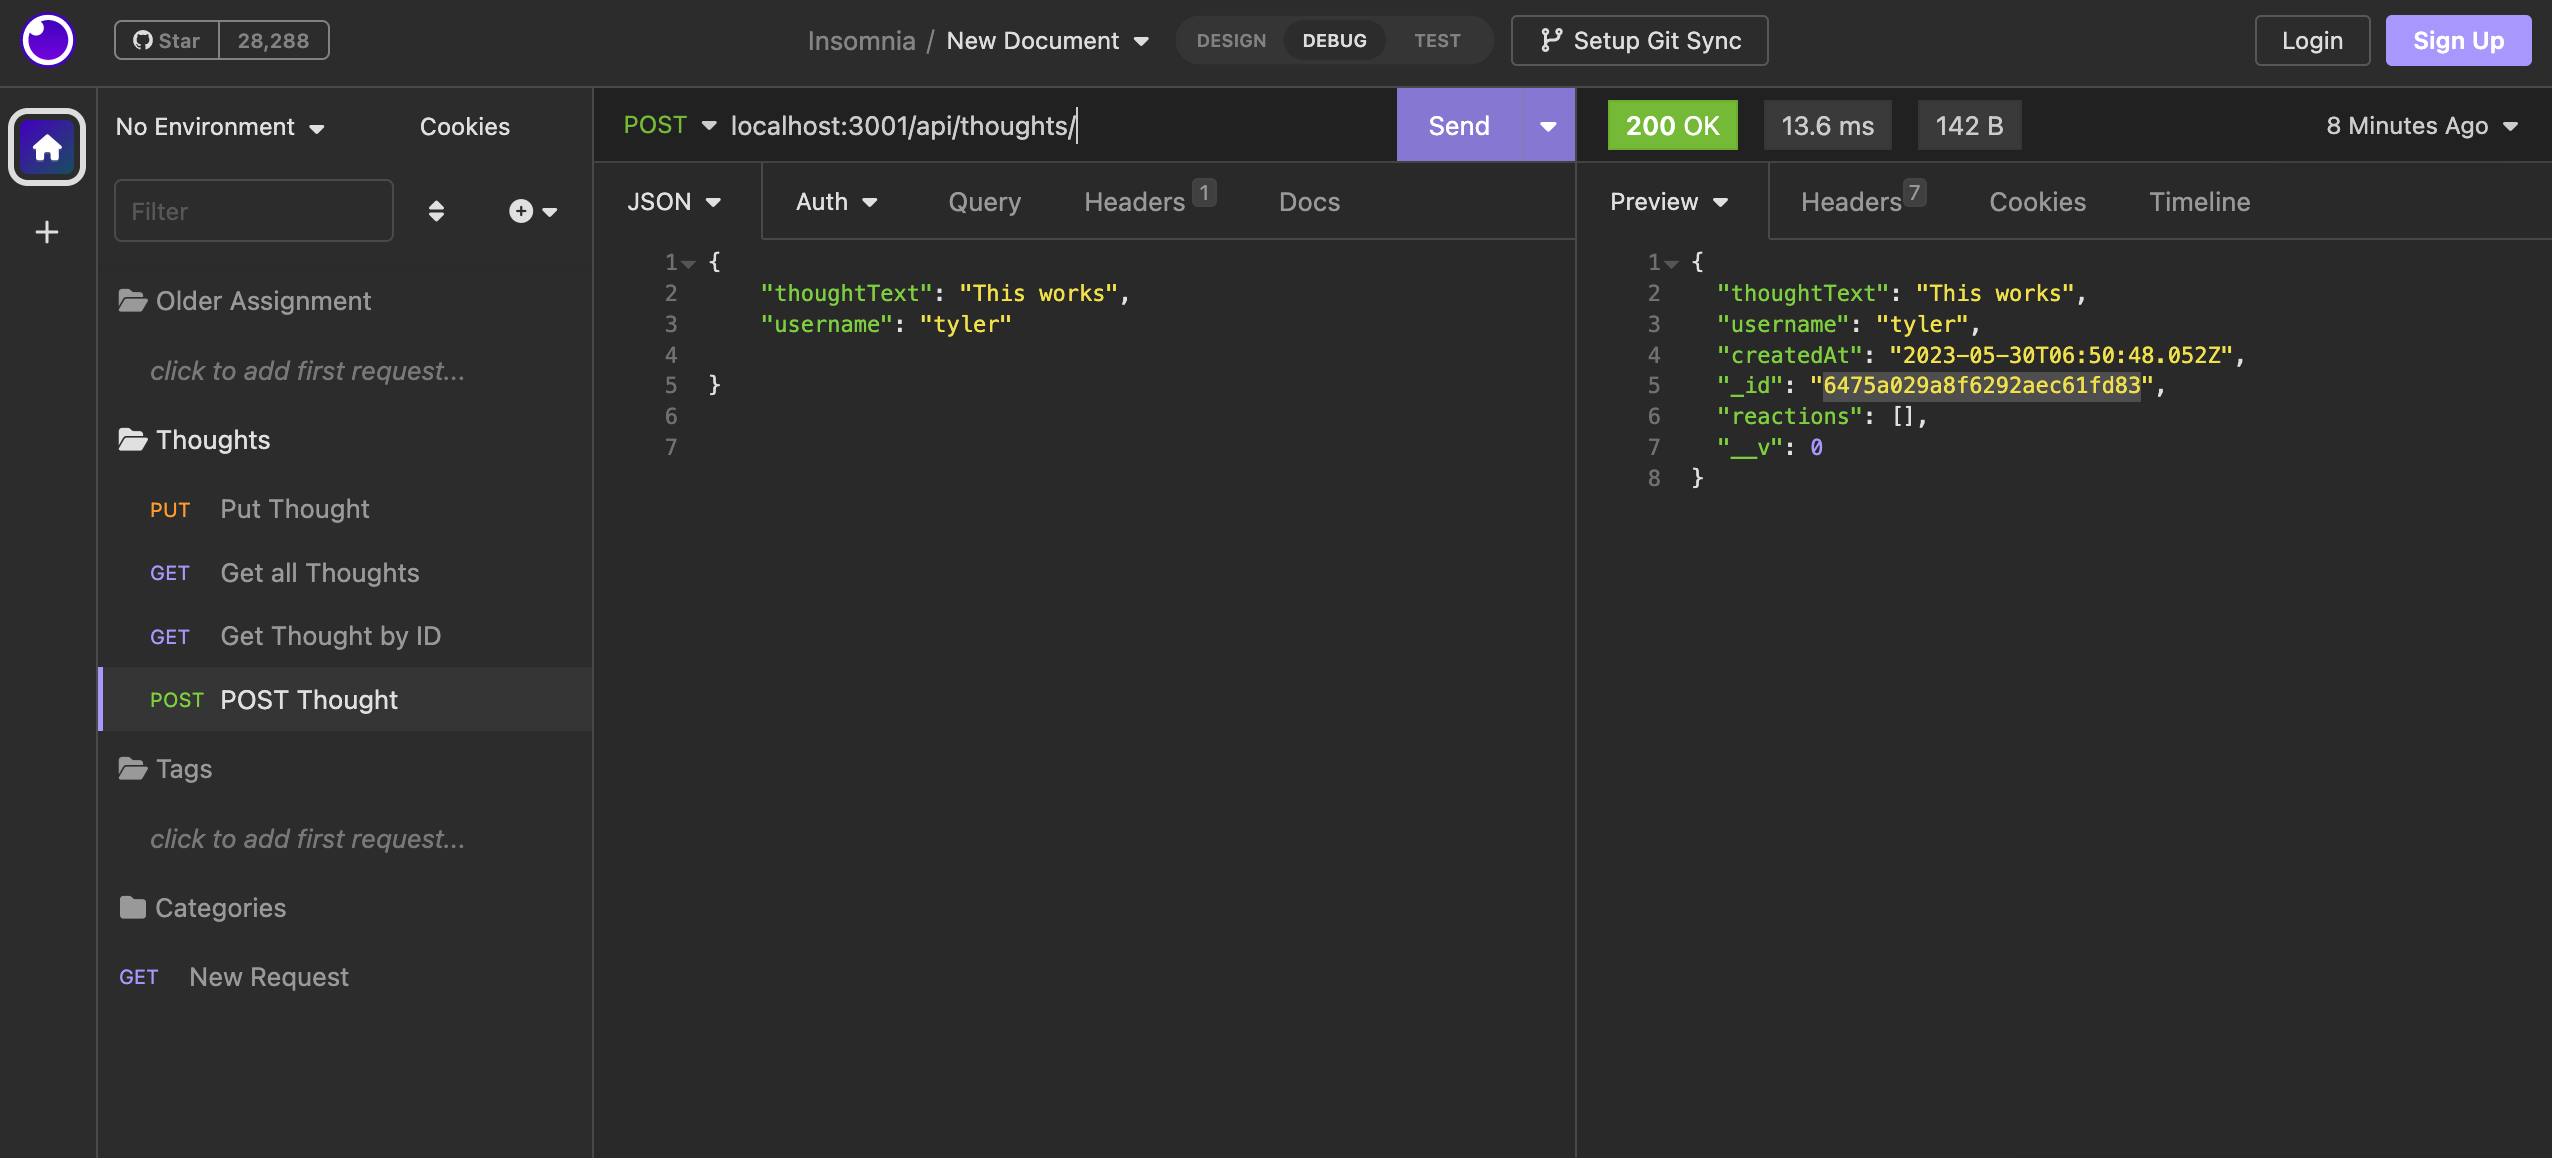 Star 28,288
Insomnia / New Document
DESIGN DEBUG TEST
Setup Git Sync
Login
Sign Up
No Environment
Cookies
Filter
Older Assignment
click to add first request...
Thoughts
PUT Put Thought
GET Get all Thoughts
GET Get Thought by ID
POST POST Thought
Tags
click to add first request...
Categories
GET New Request
POST localhost:3001/api/thoughts/
Send
JSON Auth Query Headers 1 Docs
1 {
2 "thoughtText": "This works",
3 "username": "tyler"
4
5 }
6
7
200 OK 13.6 ms 142 B 8 Minutes Ago
Preview Headers 7 Cookies Timeline
1 {
2 "thoughtText": "This works",
3 "username": "tyler",
4 "createdAt": "2023-05-30T06:50:48.052Z",
5 "_id": "6475a029a8f6292aec61fd83",
6 "reactions": [],
7 "__v": 0
8 }